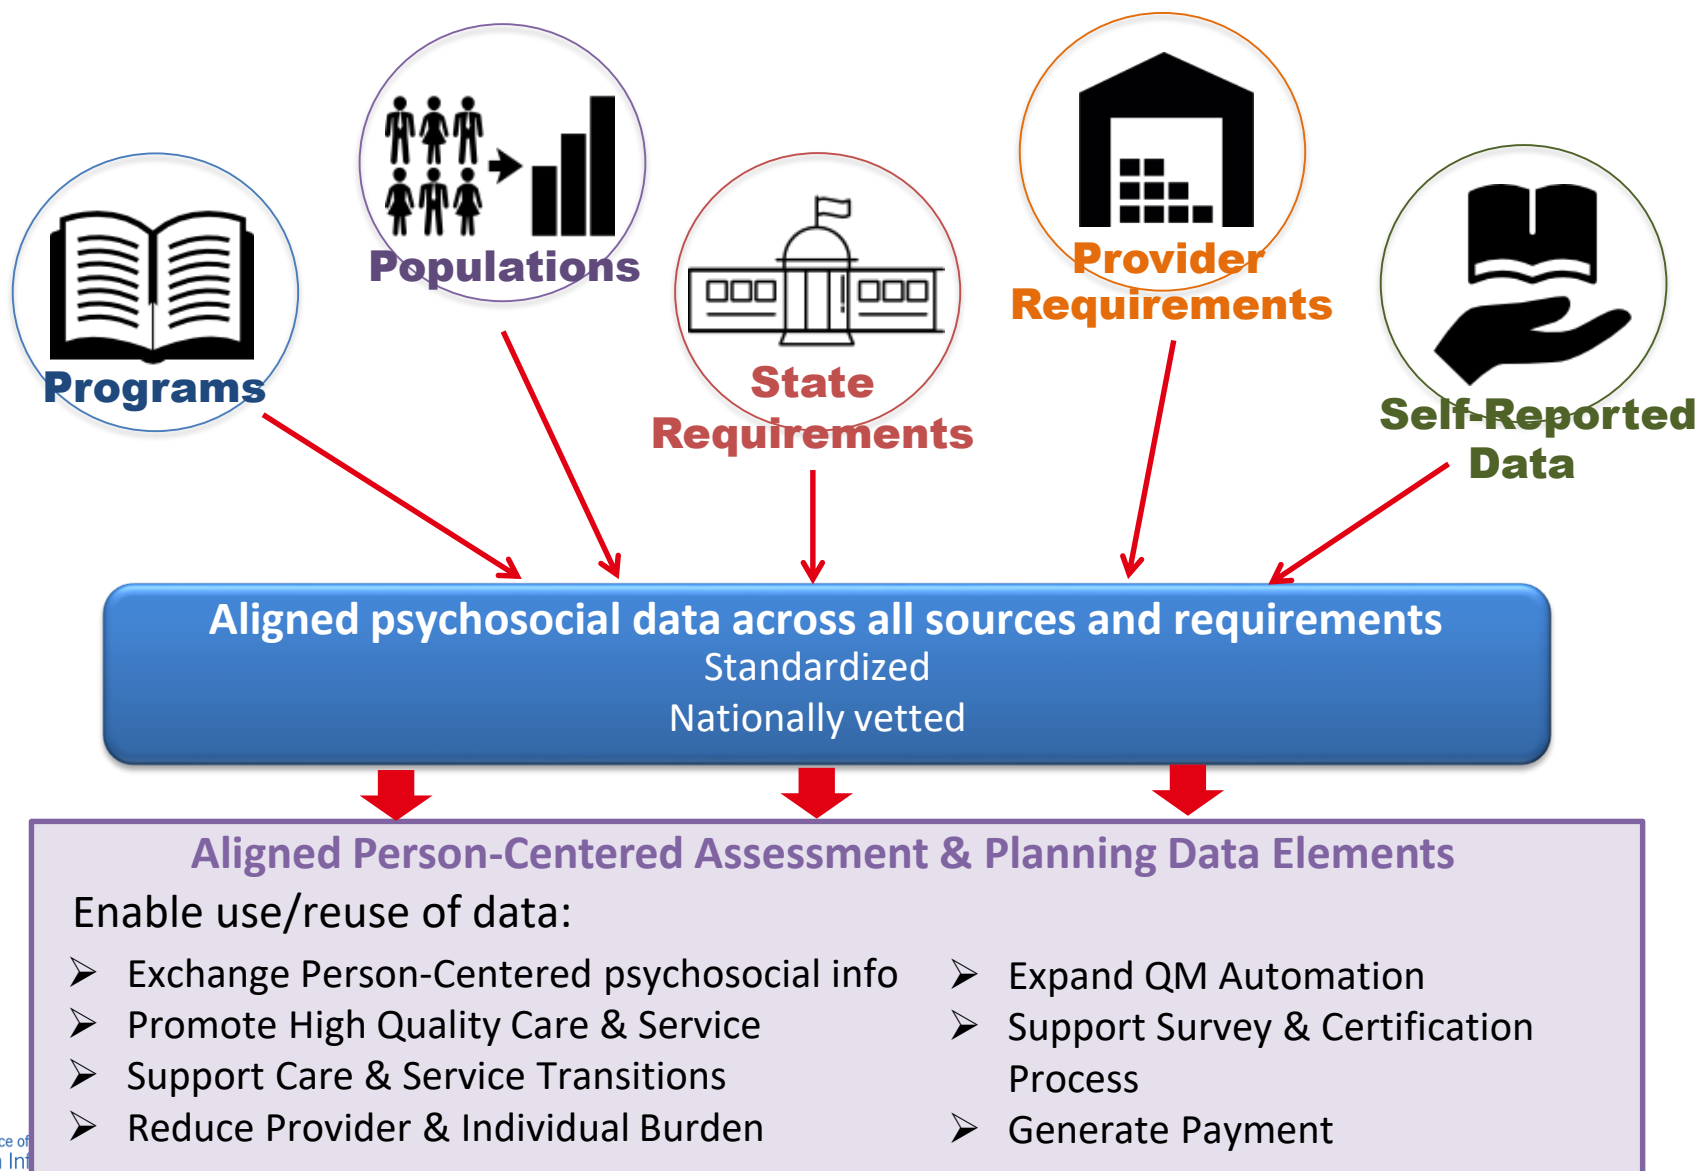 Programs
Populations
State
Requirements
Provider
Requirements
Self-Reported
Data
Aligned psychosocial data across all sources and requirements
Standardized
Nationally vetted
Aligned Person-Centered Assessment & Planning Data Elements
Enable use/reuse of data:
➢ Exchange Person-Centered psychosocial info
➢ Promote High Quality Care & Service
➢ Support Care & Service Transitions
➢ Reduce Provider & Individual Burden
➢ Expand QM Automation
➢ Support Survey & Certification
Process
➢ Generate Payment
of